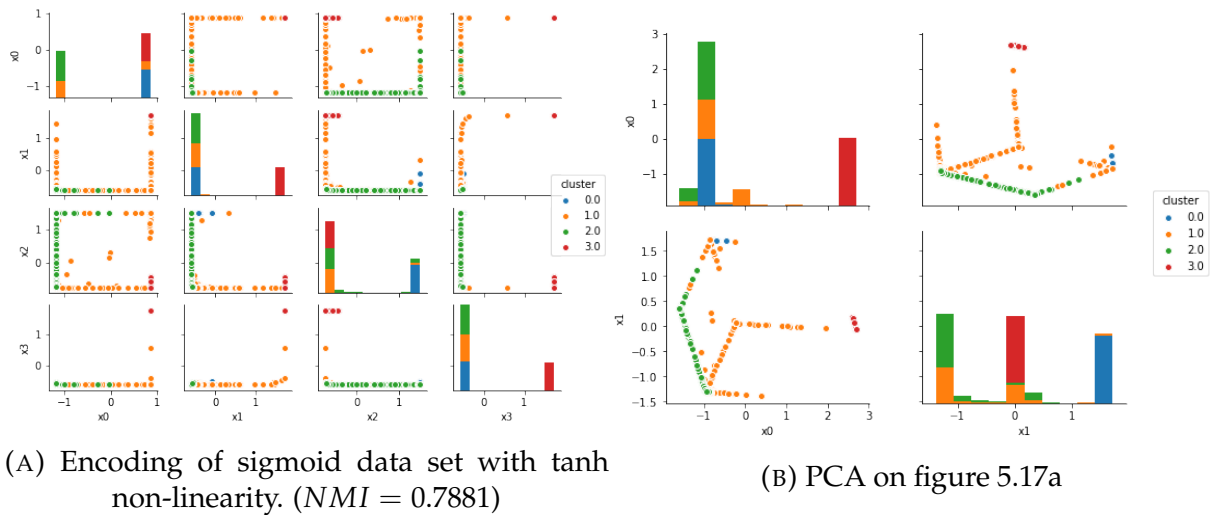 1
0
−1
x0
1
0
x1
1
0
x2
1
0
x3
−1 0
x0
0 1
x1
0 1
x2
0 1
x3
cluster
0.0
1.0
2.0
3.0
3
2
1
0
−1
x0
1.5
1.0
0.5
0.0
−0.5
−1.0
−1.5
x1
−1 0 1 2 3
x0
−1 0 1
x1
cluster
0.0
1.0
2.0
3.0
(A) Encoding of sigmoid data set with tanh
non-linearity. (NMI = 0.7881)
(B) PCA on figure 5.17a